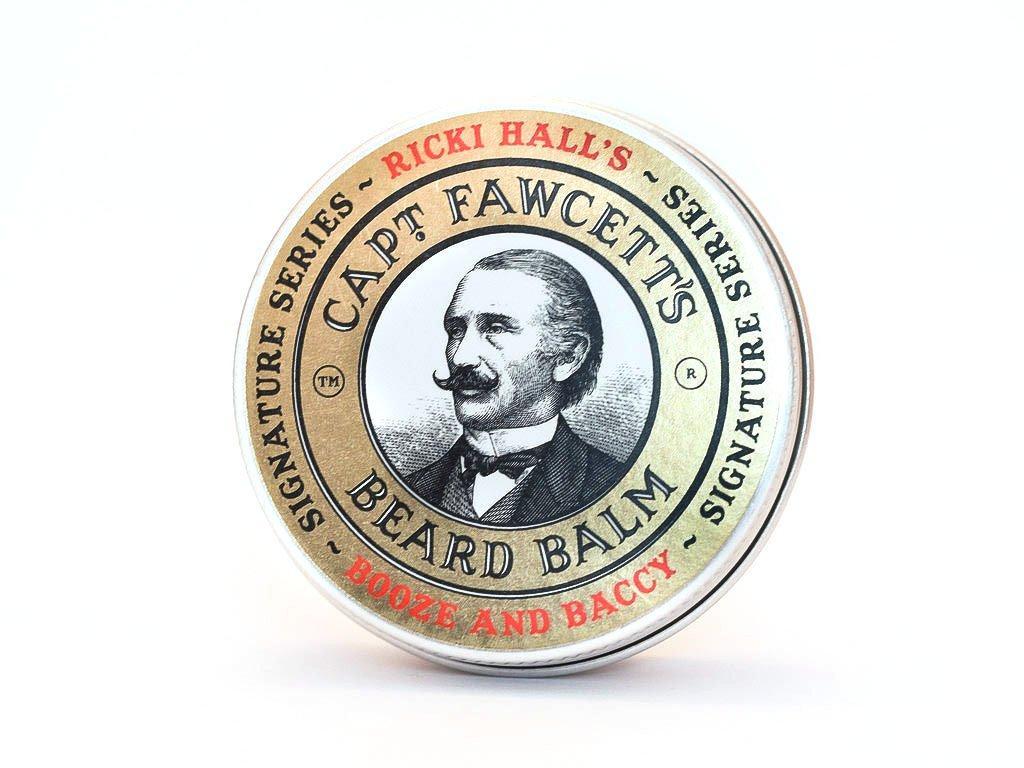 ~ RICKI HALL'S ~
SIGNATURE SERIES
SIGNATURE SERIES
CAPT. FAWCETT'S
TM
R
BEARD BALM
~ BOOZE AND BACCY ~